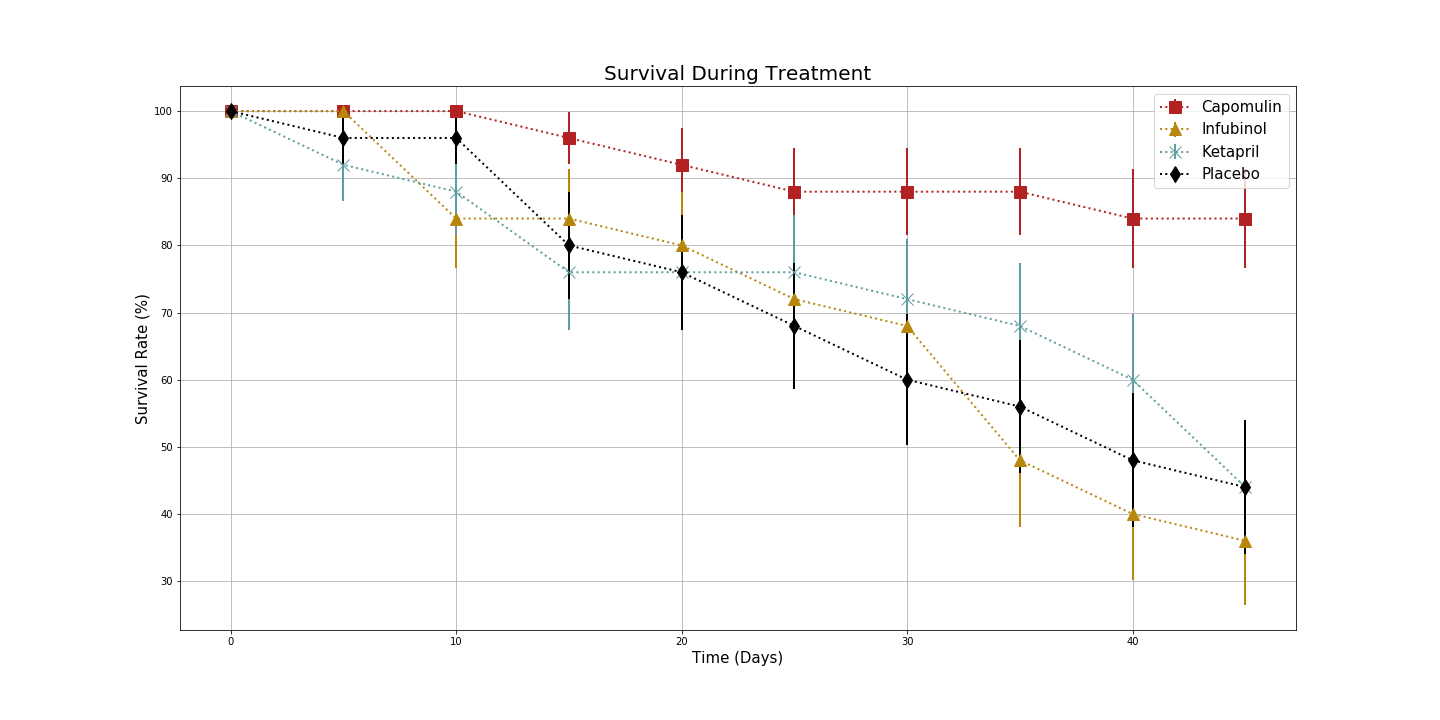 Survival During Treatment
Capomulin
Infubinol
Ketapril
Placebo
Survival Rate (%)
100
90
80
70
60
50
40
30
0 10 20 30 40
Time (Days)